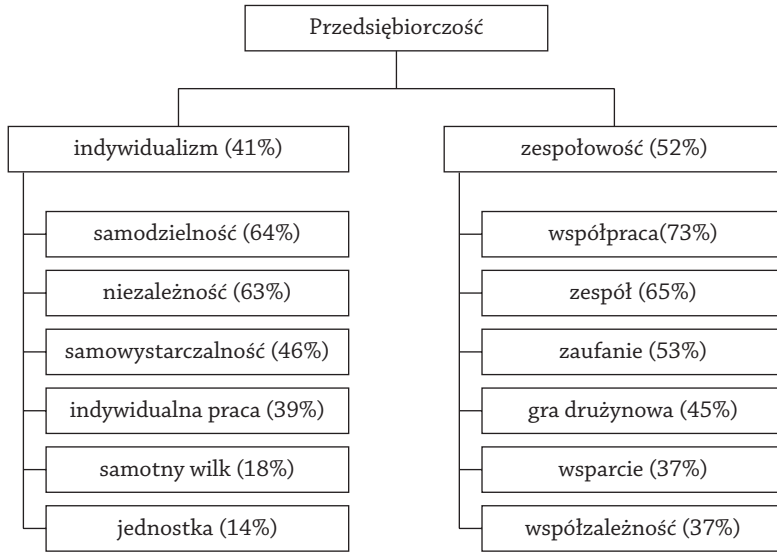 Przedsiębiorczość
indywidualizm (41%)
samodzielność (64%)
niezależność (63%)
samowystarczalność (46%)
indywidualna praca (39%)
samotny wilk (18%)
jednostka (14%)
zespołowość (52%)
współpraca(73%)
zespół (65%)
zaufanie (53%)
gra drużynowa (45%)
wsparcie (37%)
współzależność (37%)